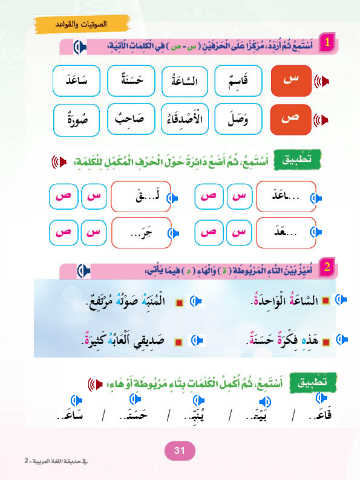 الصوتيات والقواعد
1 أَسْتَمِعُ ثُمَّ أُرَدِّدُ، مُرَكِّزًا عَلَى الْحَرْفَيْنِ (س - ص) فِي الْكَلِمَاتِ الْآتِيَةِ:
س قَاسِمٌ السَّاعَةُ حَسَنَةٌ سَاعَدَ
ص وَصَلَ الْأَصْدِقَاءُ صَاحِبُ صُورَةٌ
تطبيق أَسْتَمِعُ، ثُمَّ أَضَعُ دَائِرَةً حَوْلَ الْحَرْفِ الْمُكَمِّلِ لِلْكَلِمَةِ:
...اعَدَ س ص لَـ...ـقَ س ص
...عَدَ س ص جَرَ... س ص
2 أُمَيِّزُ بَيْنَ التَّاءِ الْمَرْبُوطَةِ (ة) وَالْهَاءِ (ه) فِيمَا يَأْتِي:
السَّاعَةُ الْوَاحِدَةُ. الْمُنَبِّهُ صَوْتُهُ مُرْتَفِعٌ.
هَذِهِ فِكْرَةٌ حَسَنَةٌ. صَدِيقِي أَلْعَابُهُ كَثِيرَةٌ.
تطبيق أَسْتَمِعُ، ثُمَّ أُكْمِلُ الْكَلِمَاتِ بِتَاءٍ مَرْبُوطَةٍ أَوْ هَاءٍ:
قَاعَـ... / بَيْتَـ... / يُنَبِّـ... / حَسَنَـ... / سَاعَـ...
31
في حديقة اللغة العربية - 2